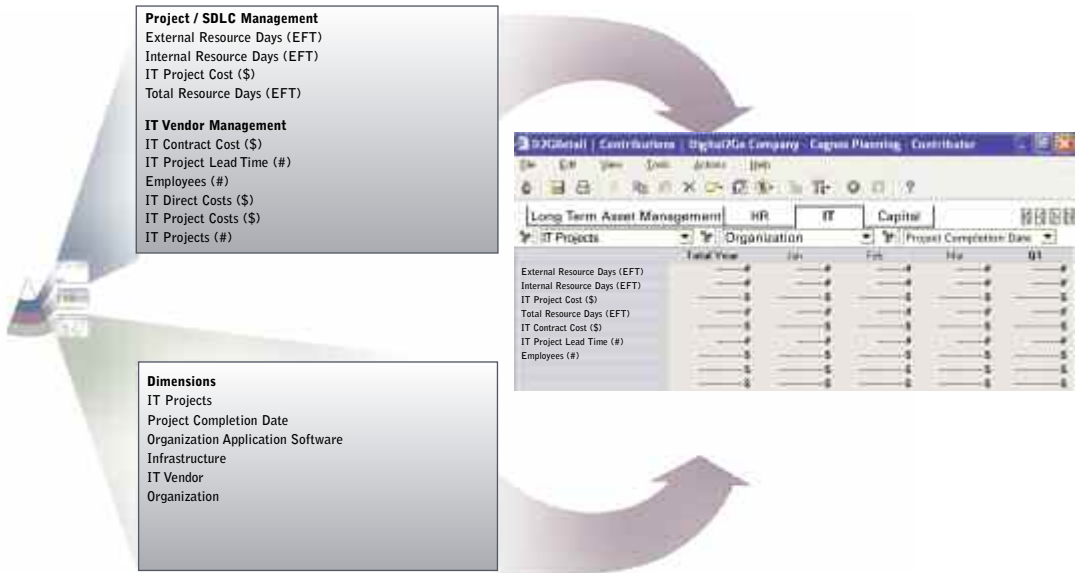 Project / SDLC Management
External Resource Days (EFT)
Internal Resource Days (EFT)
IT Project Cost ($)
Total Resource Days (EFT)
IT Vendor Management
IT Contract Cost ($)
IT Project Lead Time (#)
Employees (#)
IT Direct Costs ($)
IT Project Costs ($)
IT Projects (#)
Dimensions
IT Projects
Project Completion Date
Organization Application Software
Infrastructure
IT Vendor
Organization
Contributions Digital2Go Company Cognos Planning Contributor
File Edit View Tools Actions Help
Long Term Asset Management HR IT Capital
IT Projects Organization Project Completion Date
Total Year Jan Feb Mar Q1
External Resource Days (EFT) # # # # #
Internal Resource Days (EFT) # # # # #
IT Project Cost ($) $ $ $ $ $
Total Resource Days (EFT) # # # # #
IT Contract Cost ($) $ $ $ $ $
IT Project Lead Time (#) # # # # #
Employees (#) $ $ $ $ $
$ $ $ $ $
$ $ $ $ $